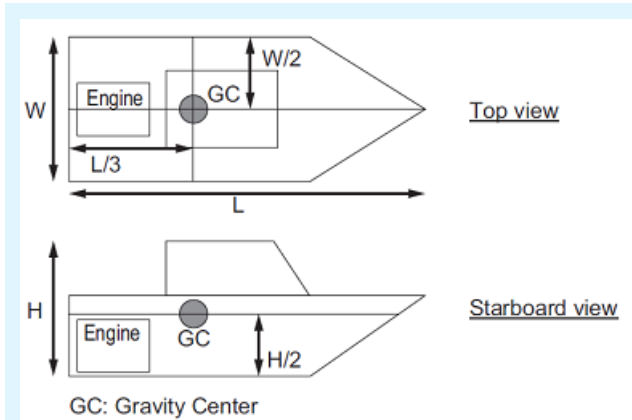 W/2
Engine
GC
W
Top view
L/3
L
H
Starboard view
Engine
GC
H/2
GC: Gravity Center